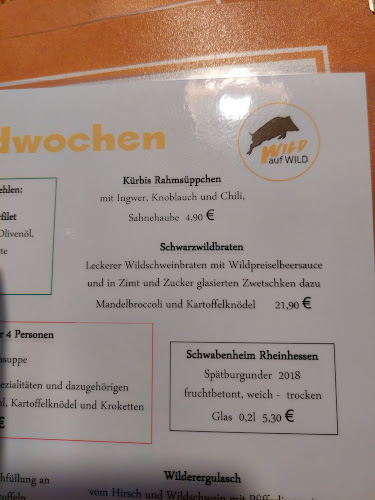 dwochen
WILD
auf WILD
Kürbis Rahmsüppchen
mit Ingwer, Knoblauch und Chili,
Sahnehaube 4,90 €
Schwarzwildbraten
Leckerer Wildschweinbraten mit Wildpreiselbeersauce
und in Zimt und Zucker glasierten Zwetschken dazu
Mandelbroccoli und Kartoffelknödel 21,90 €
ehlen:
filet
Olivenöl,
te
r 4 Personen
suppe
ezialitäten und dazugehörigen
l, Kartoffelknödel und Kroketten
€
Schwabenheim Rheinhessen
Spätburgunder 2018
fruchtbetont, weich - trocken
Glas 0,2l 5,30 €
chfüllung an
Wilderergulasch
vom Hirsch und Wildschwein mit